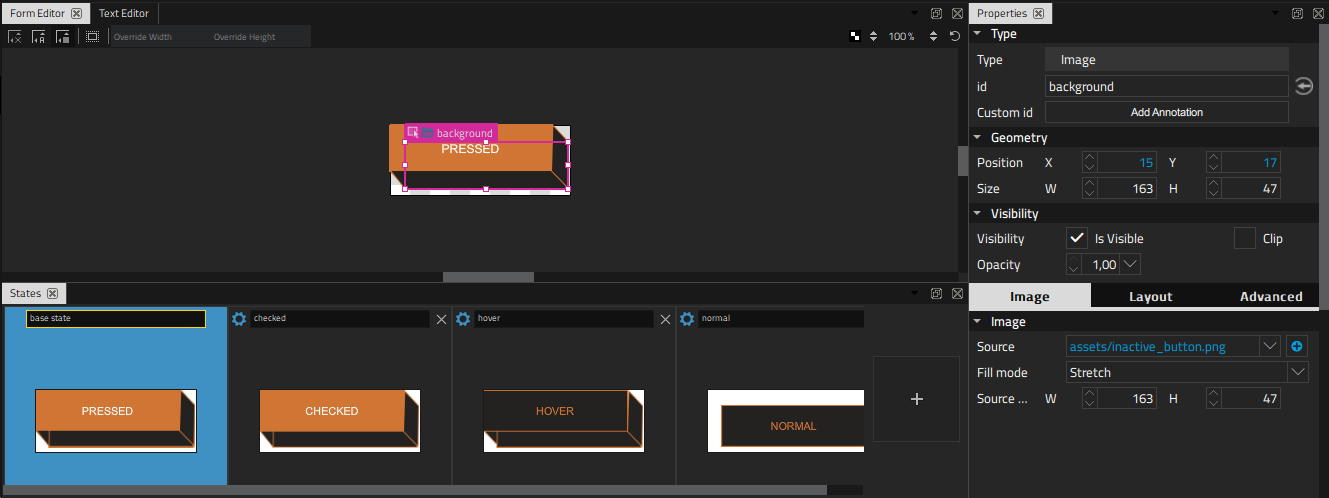 Form Editor
Text Editor
Override Width
Override Height
100%
background
PRESSED
States
base state
checked
hover
normal
PRESSED
CHECKED
HOVER
NORMAL
Properties
Type
Type Image
id background
Custom id Add Annotation
Geometry
Position X 15 Y 17
Size W 163 H 47
Visibility
Visibility Is Visible Clip
Opacity 1,00
Image Layout Advanced
Image
Source assets/inactive_button.png
Fill mode Stretch
Source ... W 163 H 47